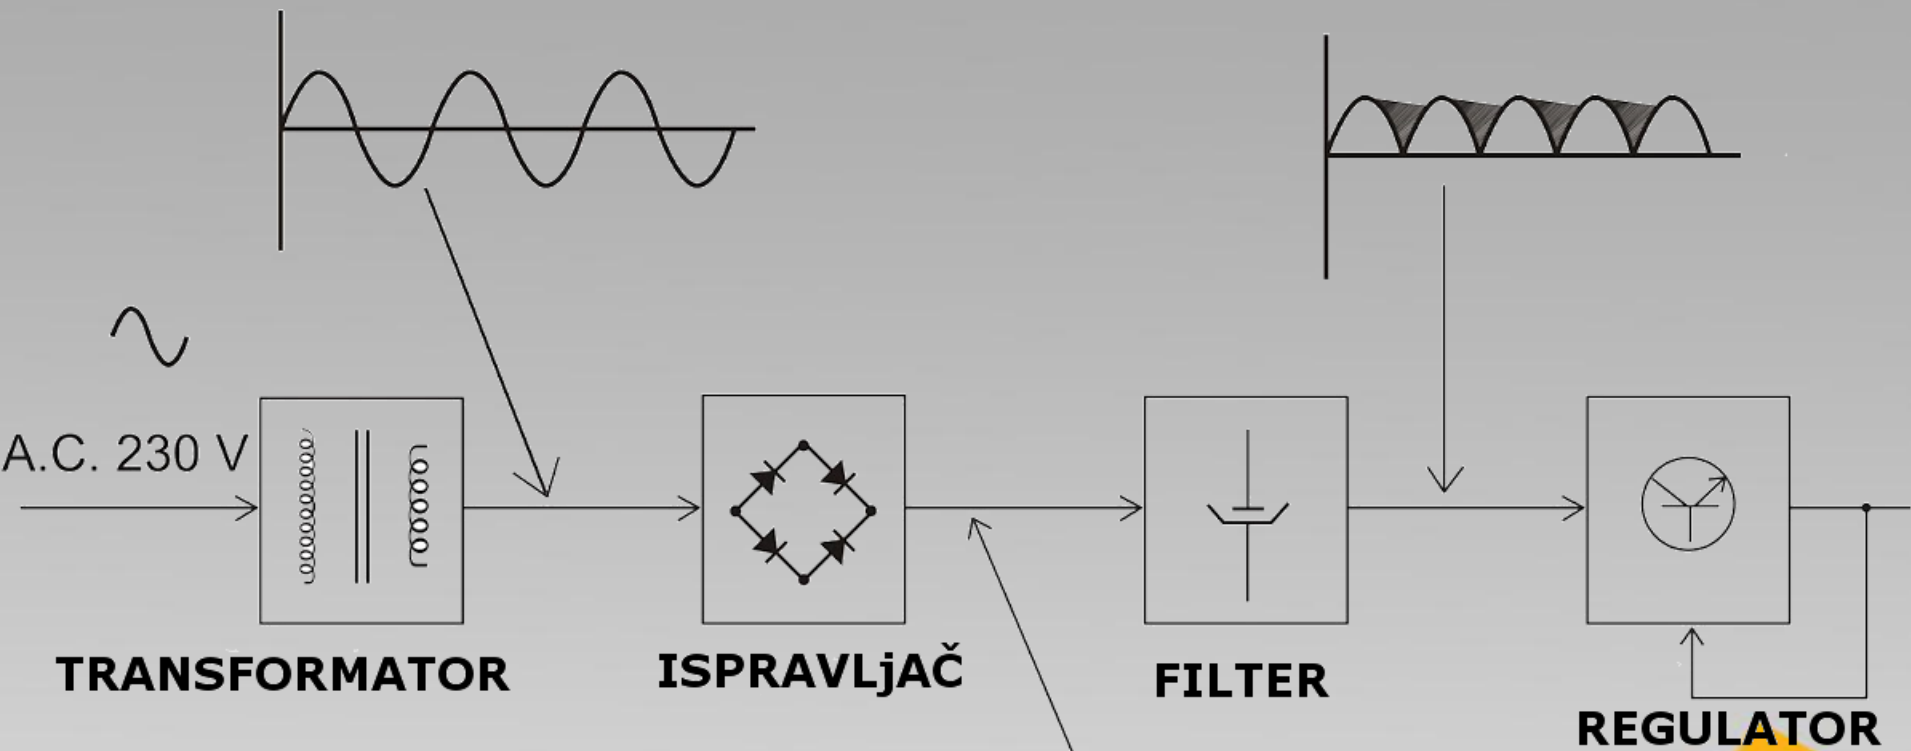 A.C. 230 V
TRANSFORMATOR
ISPRAVLjAČ
FILTER
REGULATOR